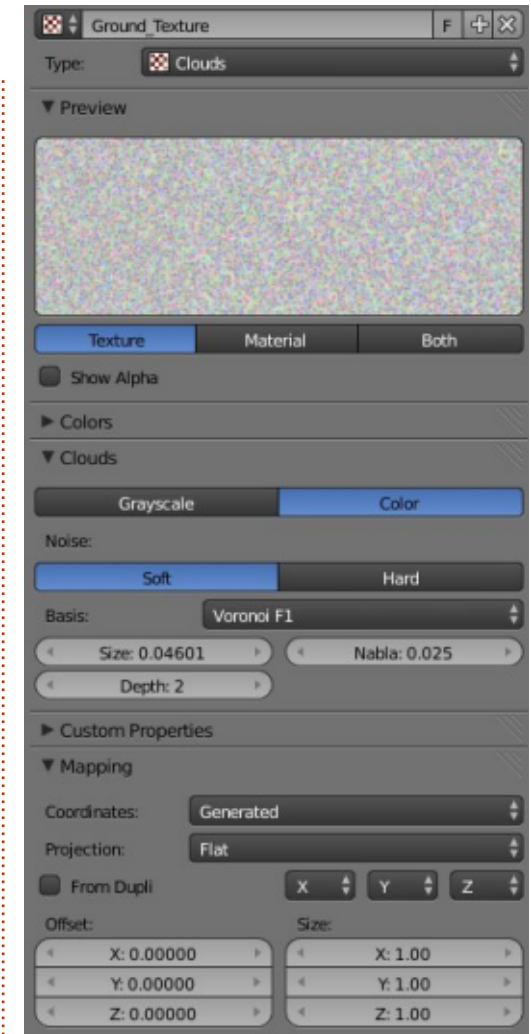 Ground_Texture F
Type: Clouds
Preview
Texture Material Both
Show Alpha
Colors
Clouds
Grayscale Color
Noise:
Soft Hard
Basis: Voronoi F1
Size: 0.04601 Nabla: 0.025
Depth: 2
Custom Properties
Mapping
Coordinates: Generated
Projection: Flat
From Dupli X Y Z
Offset: Size:
X: 0.00000 X: 1.00
Y: 0.00000 Y: 1.00
Z: 0.00000 Z: 1.00